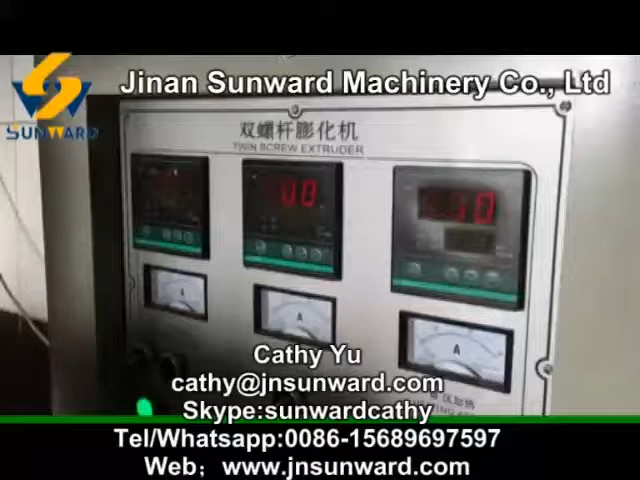 Jinan Sunward Machinery Co., Ltd
SUNWARD
双螺杆膨化机
TWIN SCREW EXTRUDER
A
A
A
Cathy Yu
cathy@jnsunward.com
Skype:sunwardcathy
Tel/Whatsapp:0086-15689697597
Web：www.jnsunward.com